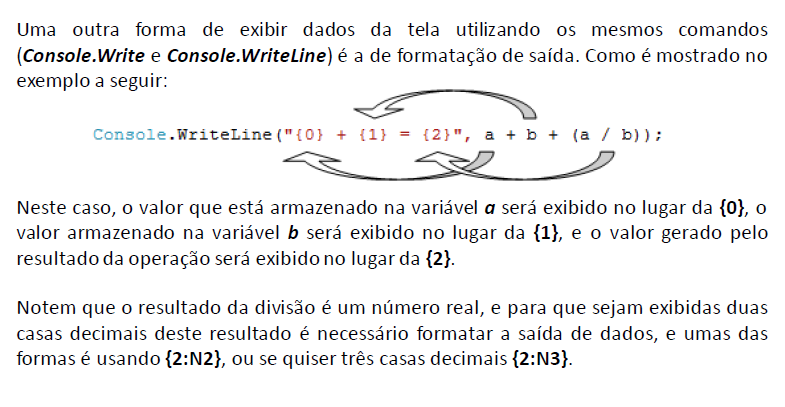 Uma outra forma de exibir dados da tela utilizando os mesmos comandos
(Console.Write e Console.WriteLine) é a de formatação de saída. Como é mostrado no
exemplo a seguir:
Console.WriteLine("{0} + {1} = {2}", a + b + (a / b));
Neste caso, o valor que está armazenado na variável a será exibido no lugar da {0}, o
valor armazenado na variável b será exibido no lugar da {1}, e o valor gerado pelo
resultado da operação será exibido no lugar da {2}.
Notem que o resultado da divisão é um número real, e para que sejam exibidas duas
casas decimais deste resultado é necessário formatar a saída de dados, e umas das
formas é usando {2:N2}, ou se quiser três casas decimais {2:N3}.